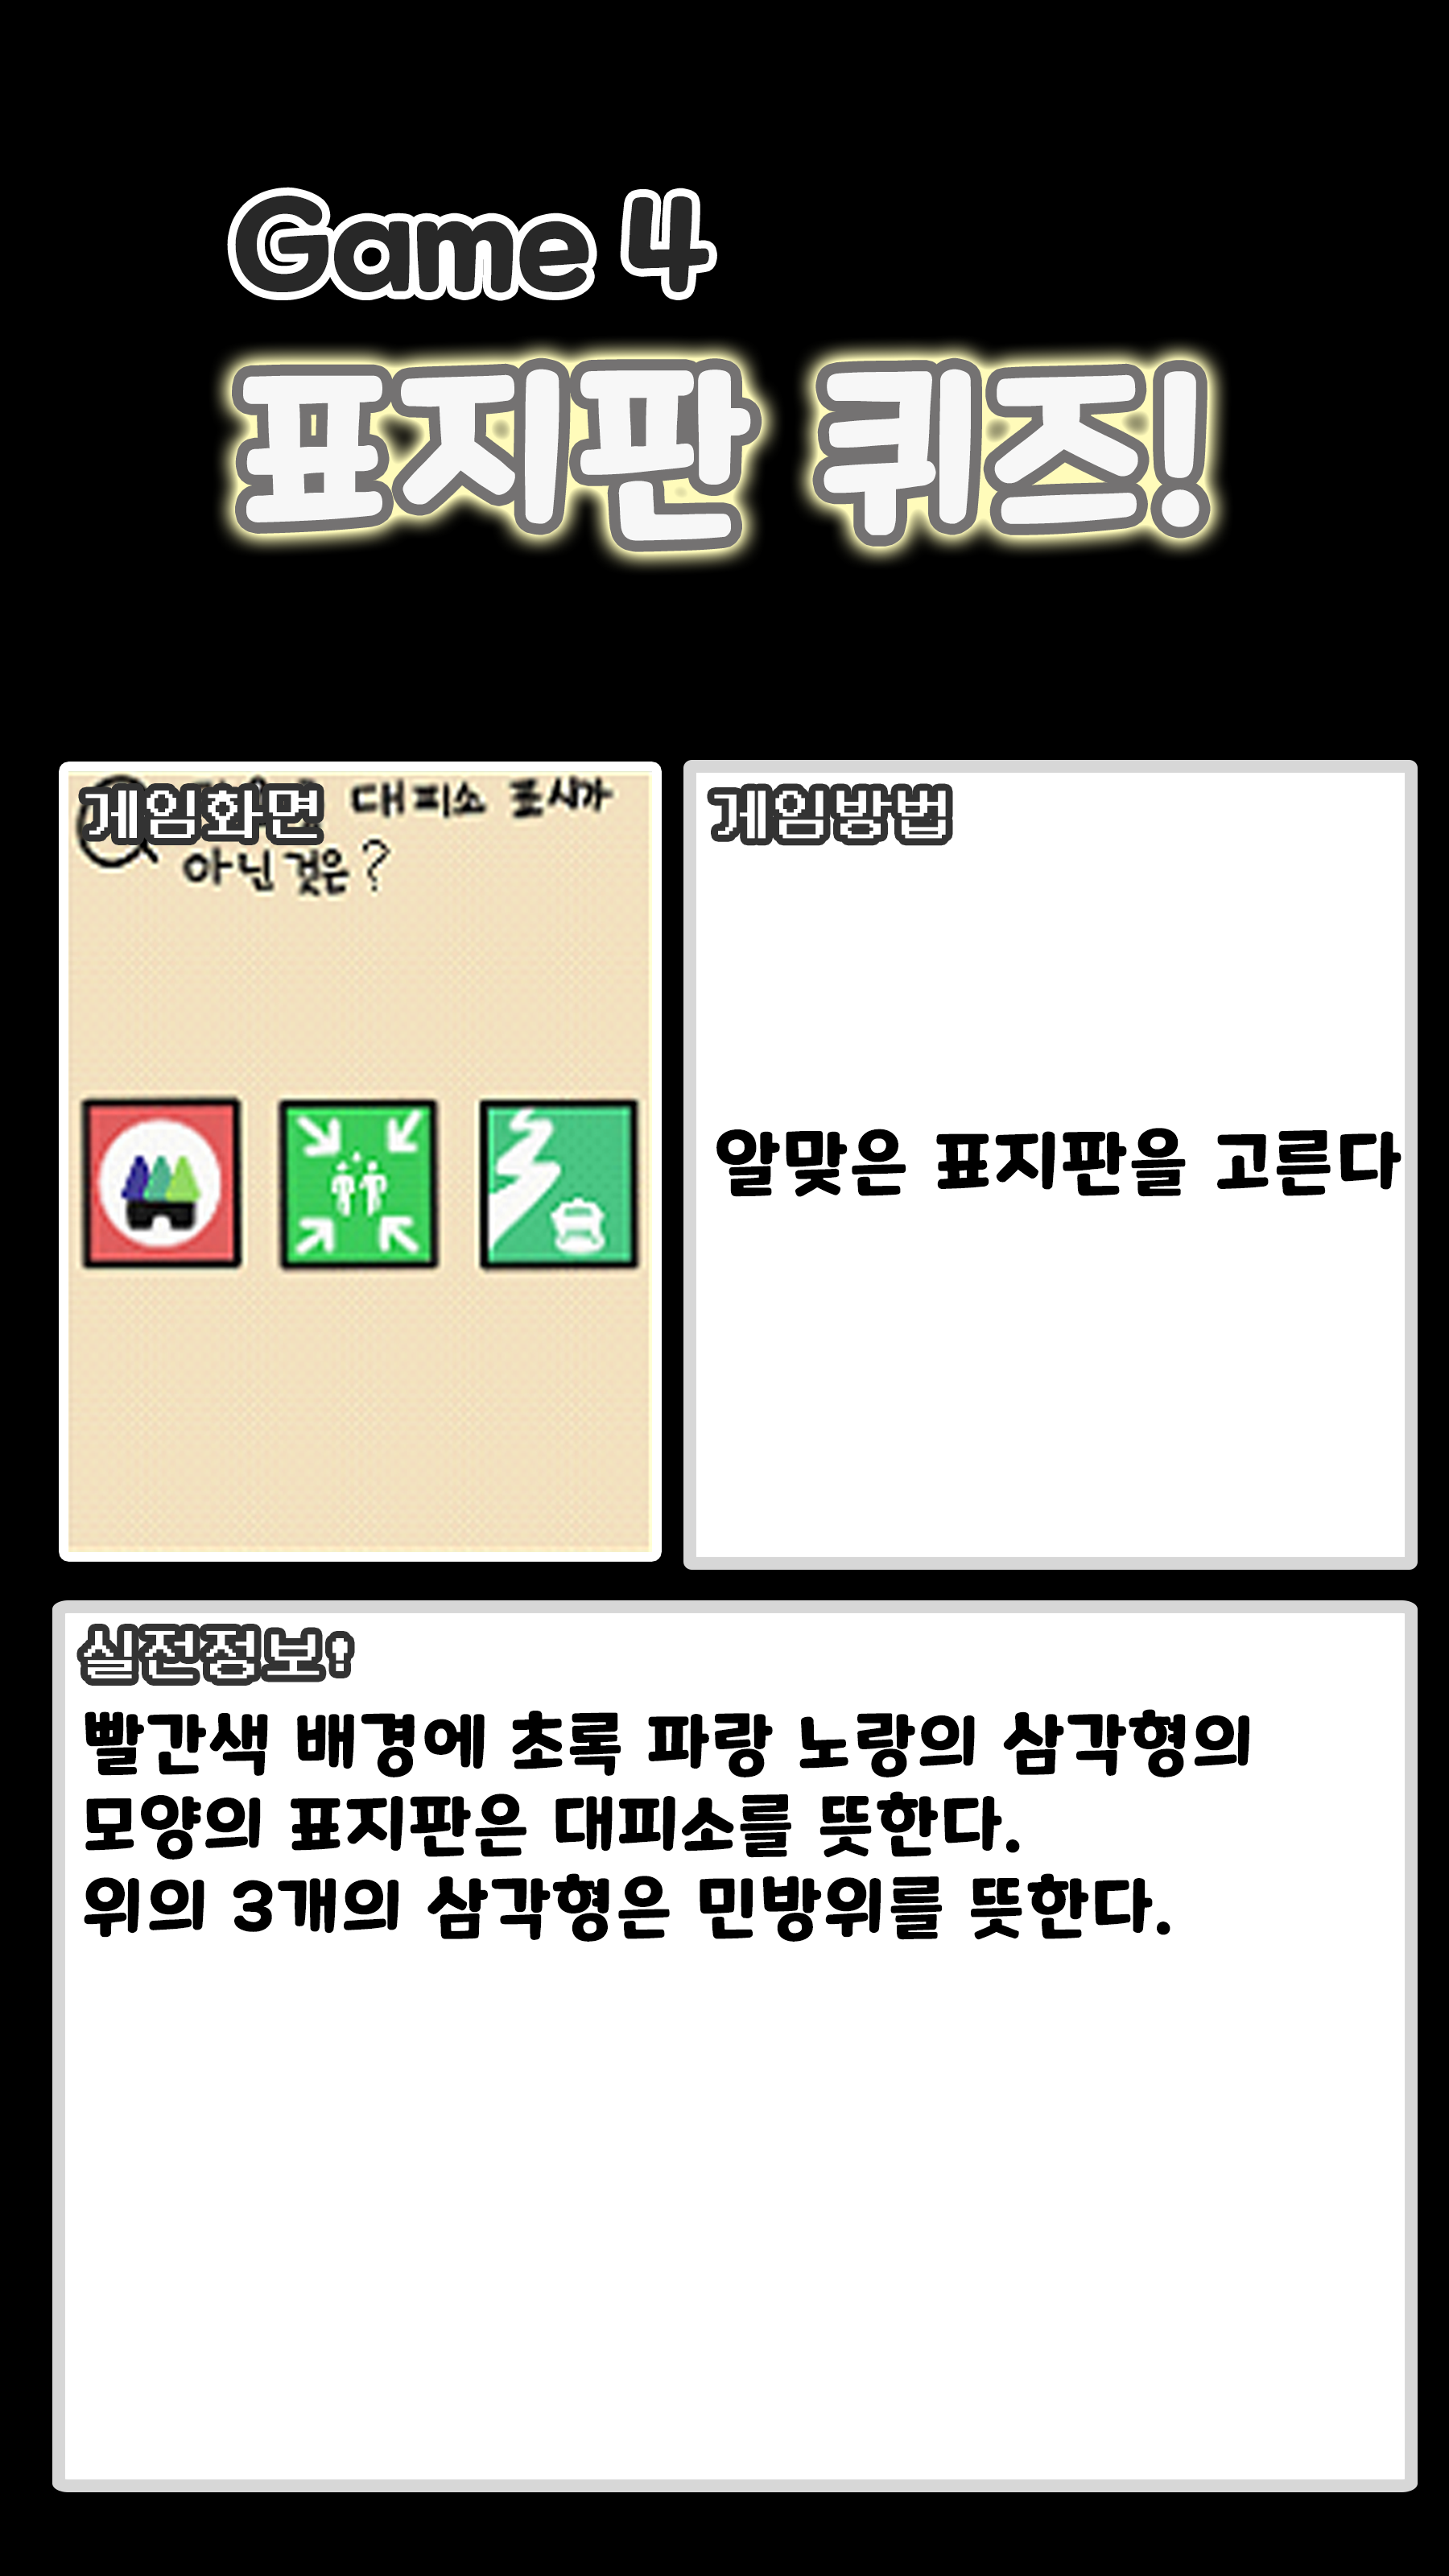 Game 4
표지판 퀴즈!
게임화면
대피소 표시가
아닌 것은?
게임방법
알맞은 표지판을 고른다
실전정보!
빨간색 배경에 초록 파랑 노랑의 삼각형의
모양의 표지판은 대피소를 뜻한다.
위의 3개의 삼각형은 민방위를 뜻한다.